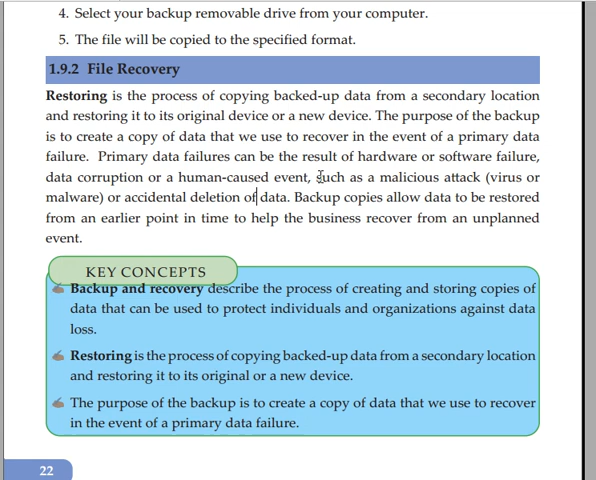 4. Select your backup removable drive from your computer.
5. The file will be copied to the specified format.
1.9.2 File Recovery
Restoring is the process of copying backed-up data from a secondary location
and restoring it to its original device or a new device. The purpose of the backup
is to create a copy of data that we use to recover in the event of a primary data
failure. Primary data failures can be the result of hardware or software failure,
data corruption or a human-caused event, such as a malicious attack (virus or
malware) or accidental deletion of data. Backup copies allow data to be restored
from an earlier point in time to help the business recover from an unplanned
event.
KEY CONCEPTS
Backup and recovery describe the process of creating and storing copies of
data that can be used to protect individuals and organizations against data
loss.
Restoring is the process of copying backed-up data from a secondary location
and restoring it to its original or a new device.
The purpose of the backup is to create a copy of data that we use to recover
in the event of a primary data failure.
22